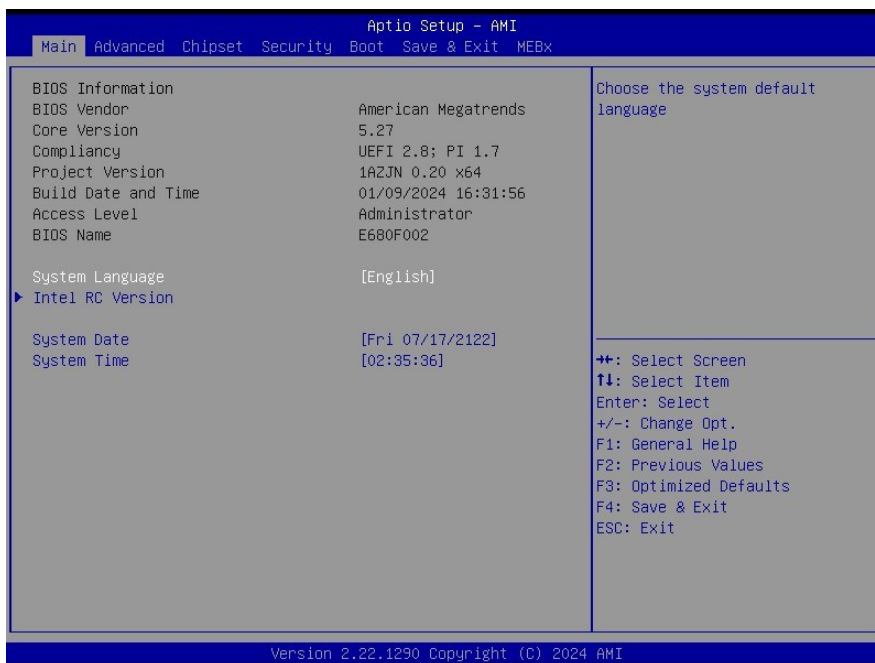 Aptio Setup – AMI
Main Advanced Chipset Security Boot Save & Exit MEBx
BIOS Information
BIOS Vendor American Megatrends
Core Version 5.27
Compliancy UEFI 2.8; PI 1.7
Project Version 1AZJN 0.20 x64
Build Date and Time 01/09/2024 16:31:56
Access Level Administrator
BIOS Name E680F002
System Language [English]
Intel RC Version
System Date [Fri 07/17/2122]
System Time [02:35:36]
Choose the system default
language
→←: Select Screen
↑↓: Select Item
Enter: Select
+/-: Change Opt.
F1: General Help
F2: Previous Values
F3: Optimized Defaults
F4: Save & Exit
ESC: Exit
Version 2.22.1290 Copyright (C) 2024 AMI